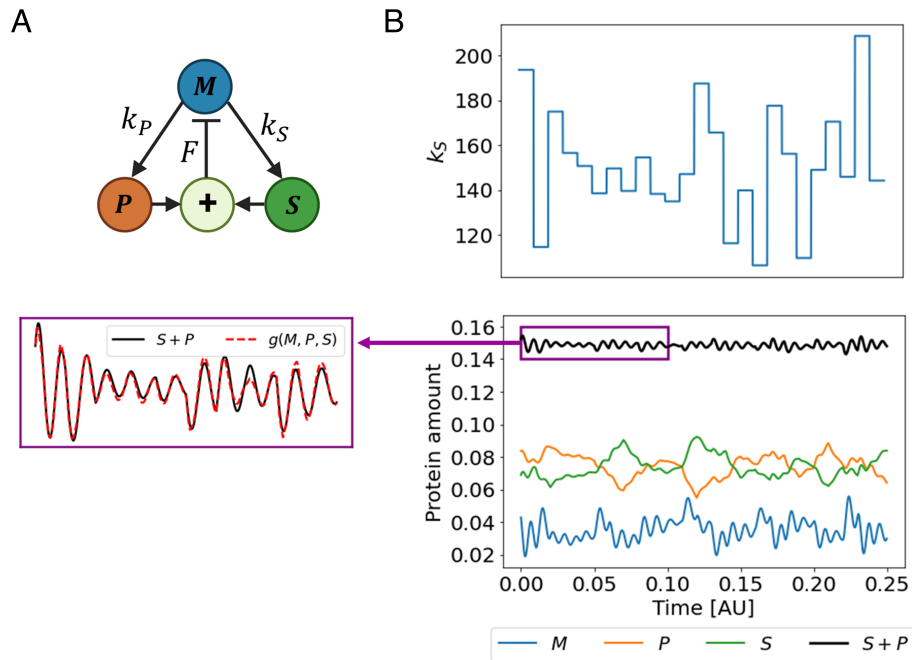 A
M
k_P
k_S
F
P
+
S
S + P
g(M, P, S)
B
200
180
160
140
120
k_S
0.16
0.14
0.12
0.10
0.08
0.06
0.04
0.02
Protein amount
0.00 0.05 0.10 0.15 0.20 0.25
Time [AU]
M P S S + P